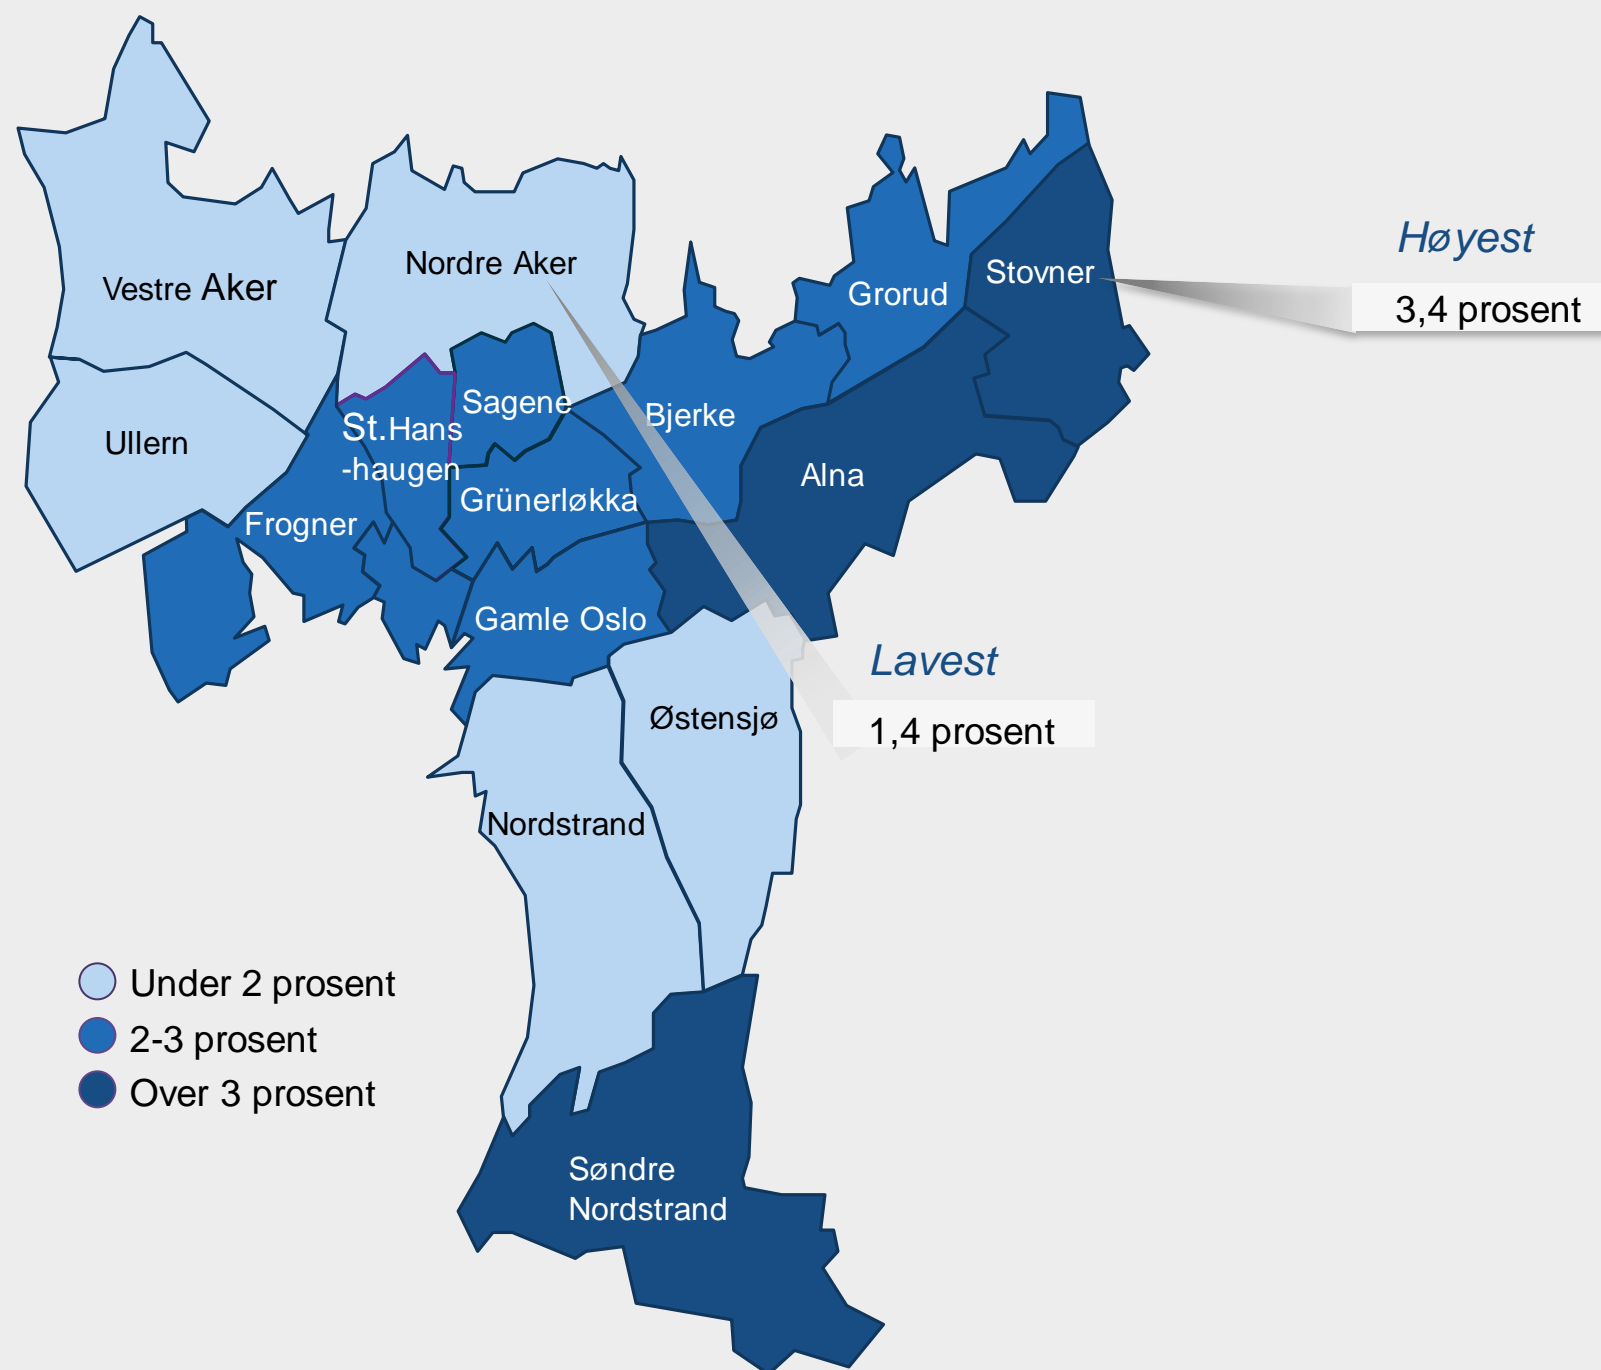 Høyest
3,4 prosent
Stovner
Grorud
Nordre Aker
Vestre Aker
Sagene
Bjerke
St.Hans
-haugen
Ullern
Alna
Grünerløkka
Frogner
Gamle Oslo
Lavest
1,4 prosent
Østensjø
Nordstrand
Under 2 prosent
2-3 prosent
Over 3 prosent
Søndre
Nordstrand